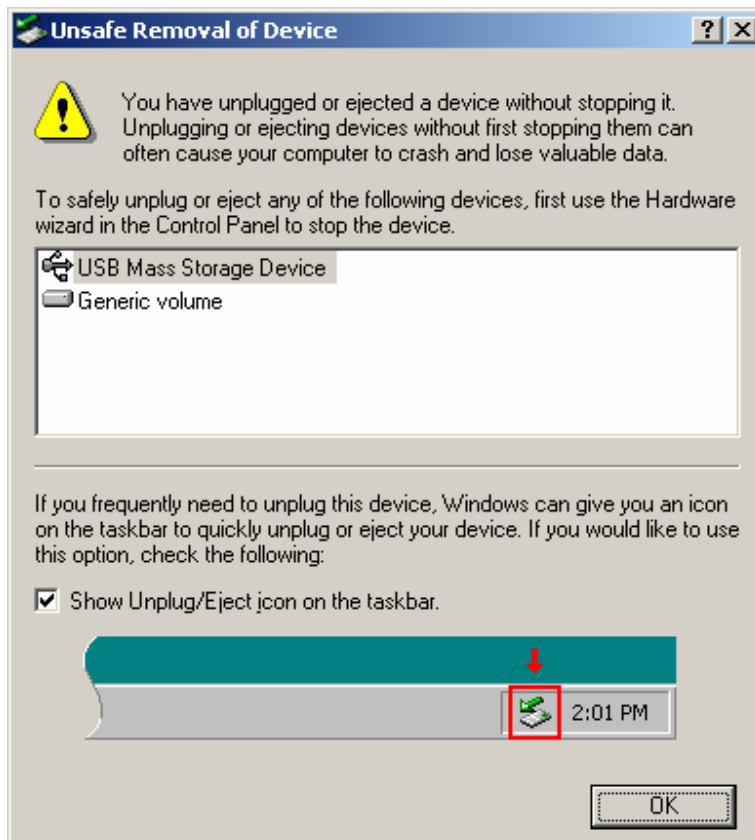 Unsafe Removal of Device
You have unplugged or ejected a device without stopping it.
Unplugging or ejecting devices without first stopping them can
often cause your computer to crash and lose valuable data.
To safely unplug or eject any of the following devices, first use the Hardware
wizard in the Control Panel to stop the device.
USB Mass Storage Device
Generic volume
If you frequently need to unplug this device, Windows can give you an icon
on the taskbar to quickly unplug or eject your device. If you would like to use
this option, check the following:
Show Unplug/Eject icon on the taskbar.
2:01 PM
OK